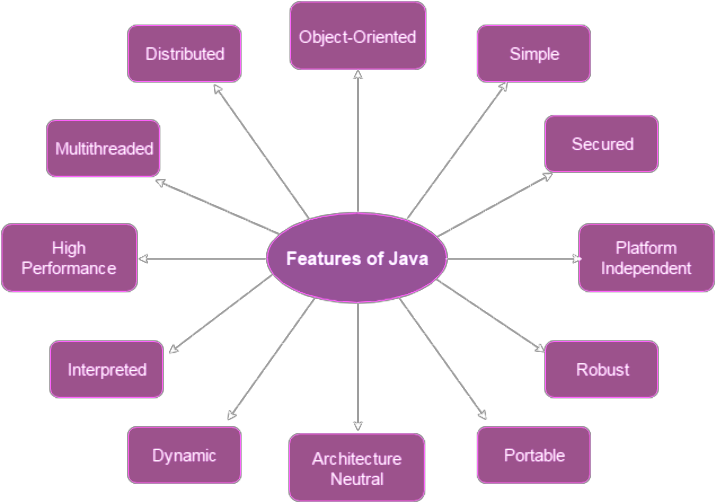 Object-Oriented
Distributed
Simple
Multithreaded
Secured
High
Performance
Features of Java
Platform
Independent
Interpreted
Robust
Dynamic
Architecture
Neutral
Portable